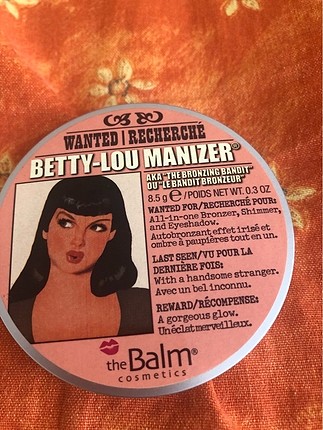 WANTED | RECHERCHÉ
BETTY-LOU MANIZER®
AKA "THE BRONZING BANDIT"
OU "LE BANDIT BRONZEUR"
8.5 g ℮ / POIDS NET WT. 0.3 OZ
WANTED FOR/RECHERCHÉ POUR:
All-in-one Bronzer, Shimmer,
and Eyeshadow.
Autobronzant effet irisé et
ombre à paupières tout en un.
LAST SEEN/VU POUR LA
DERNIÈRE FOIS:
With a handsome stranger.
Avec un bel inconnu.
REWARD/RÉCOMPENSE:
A gorgeous glow.
Un éclat merveilleux.
theBalm®
cosmetics